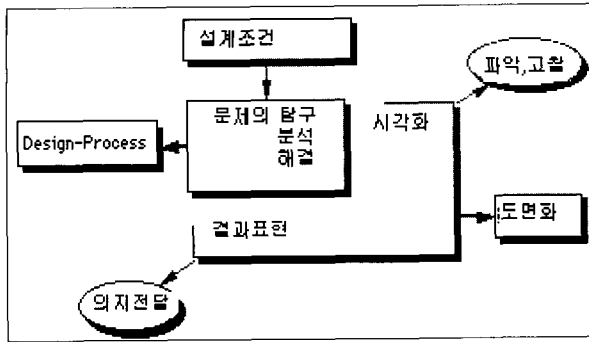 설계조건
파악,고찰
문제의 탐구
분석
해결
시각화
Design-Process
도면화
결과표현
의지전달